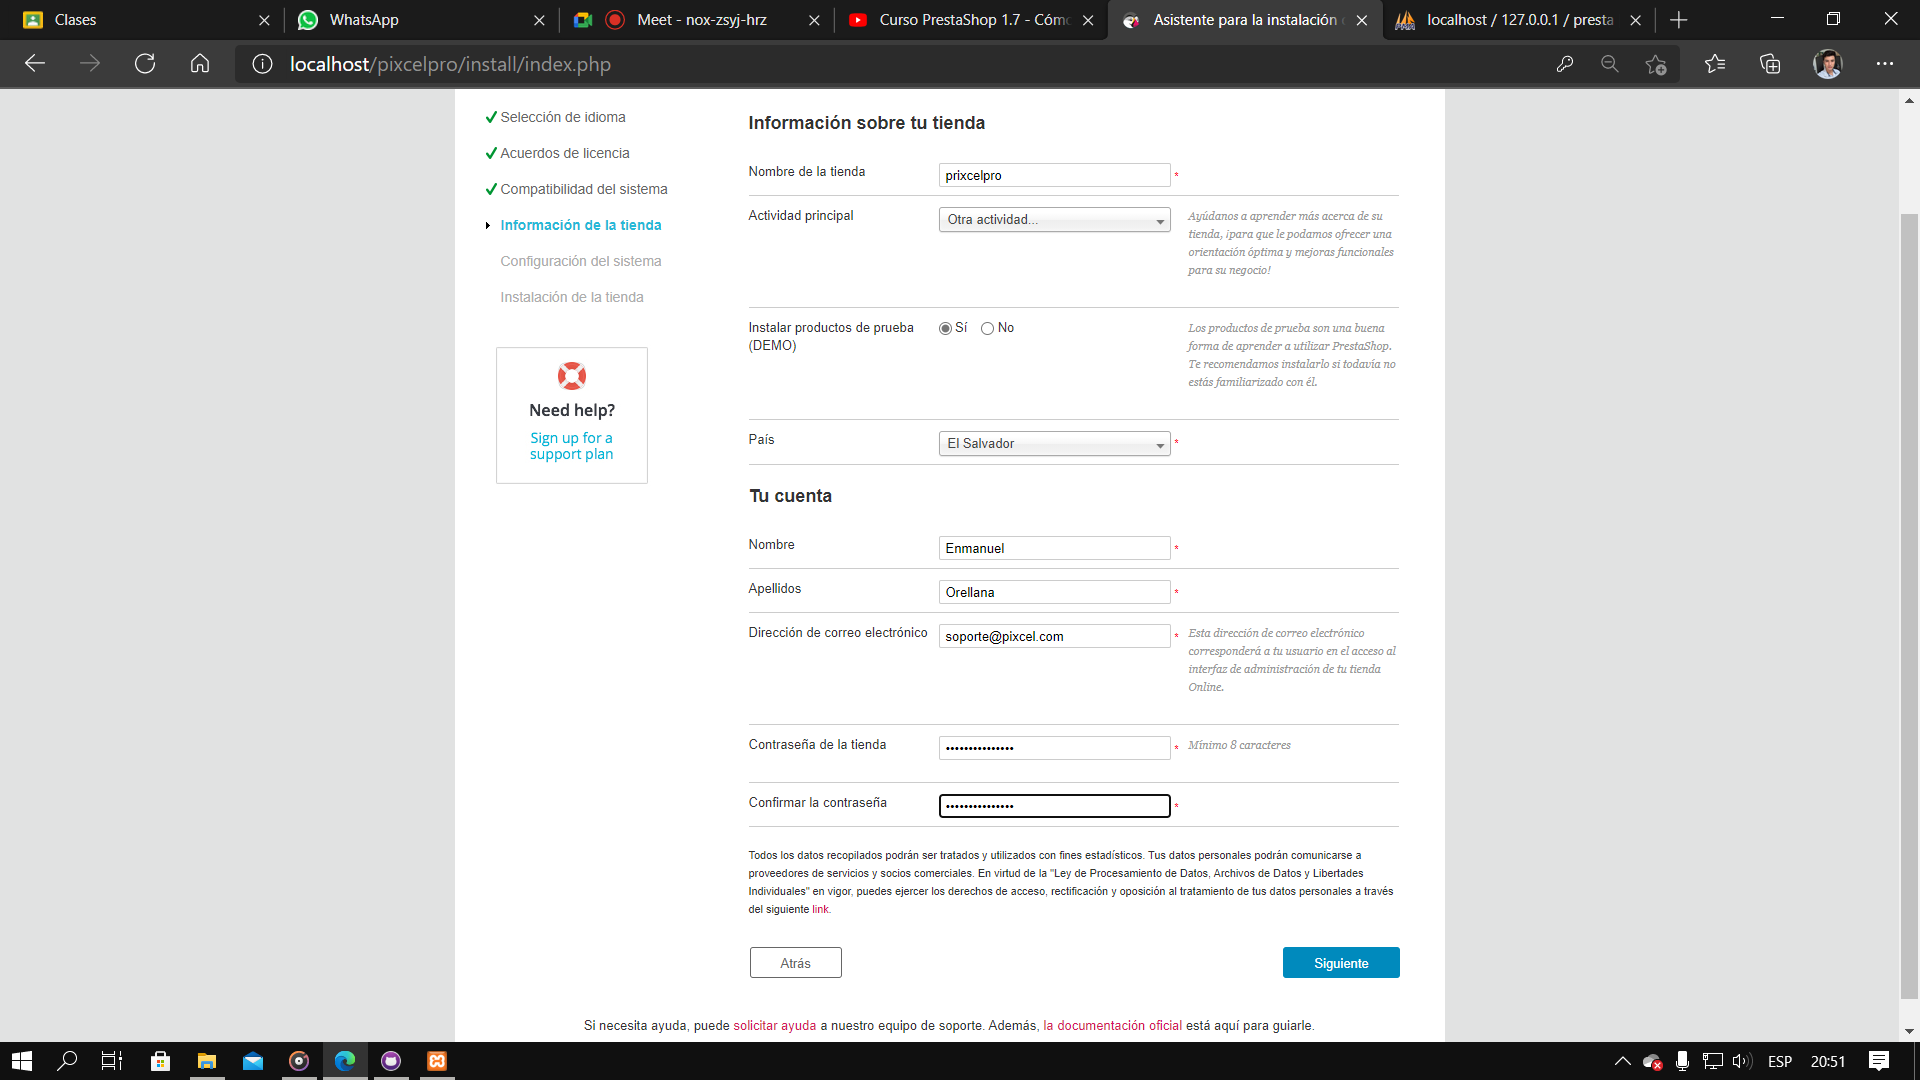 Clases
WhatsApp
Meet - nox-zsyj-hrz
Curso PrestaShop 1.7 - Cómo
Asistente para la instalación
localhost / 127.0.0.1 / presta
localhost/pixcelpro/install/index.php
Selección de idioma
Acuerdos de licencia
Compatibilidad del sistema
Información de la tienda
Configuración del sistema
Instalación de la tienda
Need help?
Sign up for a
support plan
Información sobre tu tienda
Nombre de la tienda
prixcelpro *
Actividad principal
Otra actividad...
Ayúdanos a aprender más acerca de su
tienda, ¡para que le podamos ofrecer una
orientación óptima y mejoras funcionales
para su negocio!
Instalar productos de prueba
(DEMO)
Sí No
Los productos de prueba son una buena
forma de aprender a utilizar PrestaShop.
Te recomendamos instalarlo si todavía no
estás familiarizado con él.
País
El Salvador *
Tu cuenta
Nombre
Enmanuel *
Apellidos
Orellana *
Dirección de correo electrónico
soporte@pixcel.com *
Esta dirección de correo electrónico
corresponderá a tu usuario en el acceso al
interfaz de administración de tu tienda
Online.
Contraseña de la tienda
••••••••••••••• *
Mínimo 8 caracteres
Confirmar la contraseña
••••••••••••••• *
Todos los datos recopilados podrán ser tratados y utilizados con fines estadísticos. Tus datos personales podrán comunicarse a
proveedores de servicios y socios comerciales. En virtud de la "Ley de Procesamiento de Datos, Archivos de Datos y Libertades
Individuales" en vigor, puedes ejercer los derechos de acceso, rectificación y oposición al tratamiento de tus datos personales a través
del siguiente link.
Atrás
Siguiente
Si necesita ayuda, puede solicitar ayuda a nuestro equipo de soporte. Además, la documentación oficial está aquí para guiarle.
ESP
20:51